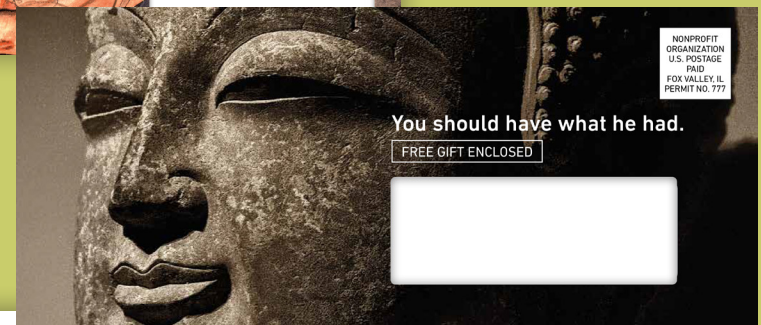 NONPROFIT
ORGANIZATION
U.S. POSTAGE
PAID
FOX VALLEY, IL
PERMIT NO. 777
You should have what he had.
FREE GIFT ENCLOSED